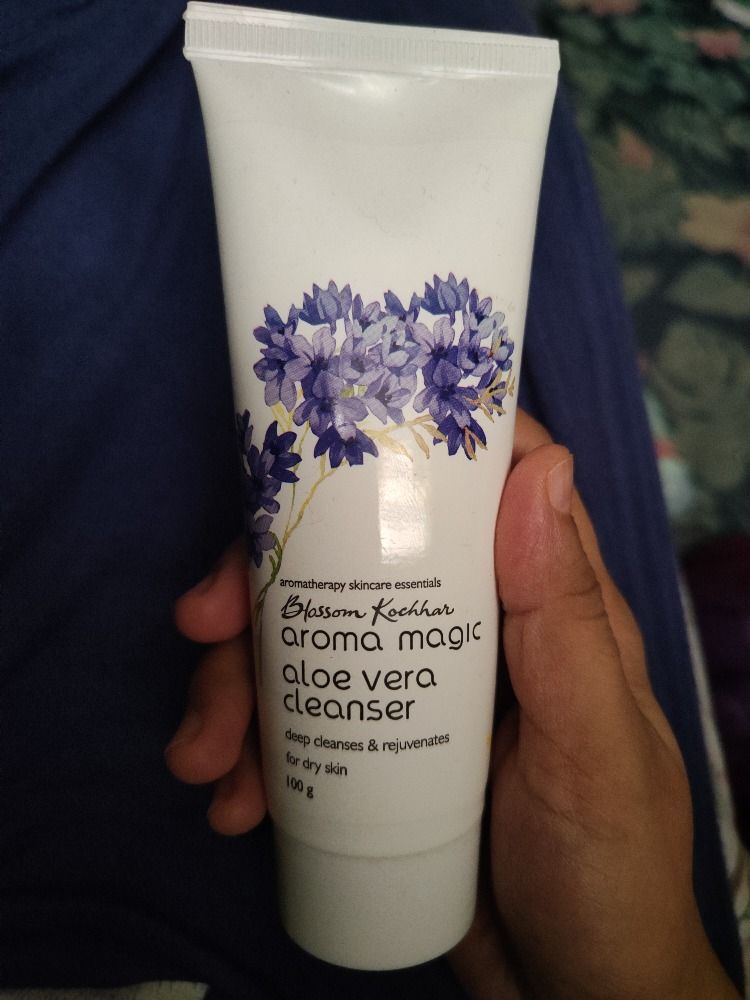 aromatherapy skincare essentials
Blossom Kochhar
aroma magic
aloe vera
cleanser
deep cleanses & rejuvenates
for dry skin
100 g